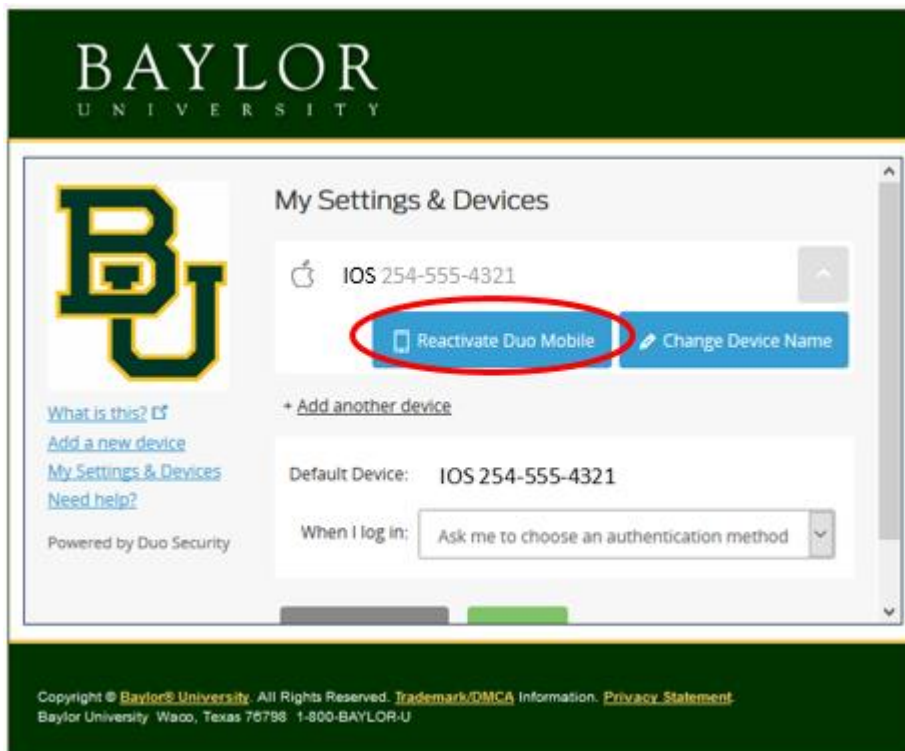 BAYLOR
UNIVERSITY
BU
My Settings & Devices
IOS 254-555-4321
Reactivate Duo Mobile
Change Device Name
+ Add another device
What is this?
Add a new device
My Settings & Devices
Need help?
Powered by Duo Security
Default Device: IOS 254-555-4321
When I log in: Ask me to choose an authentication method
Copyright © Baylor® University. All Rights Reserved. Trademark/DMCA Information. Privacy Statement.
Baylor University Waco, Texas 76798 1-800-BAYLOR-U